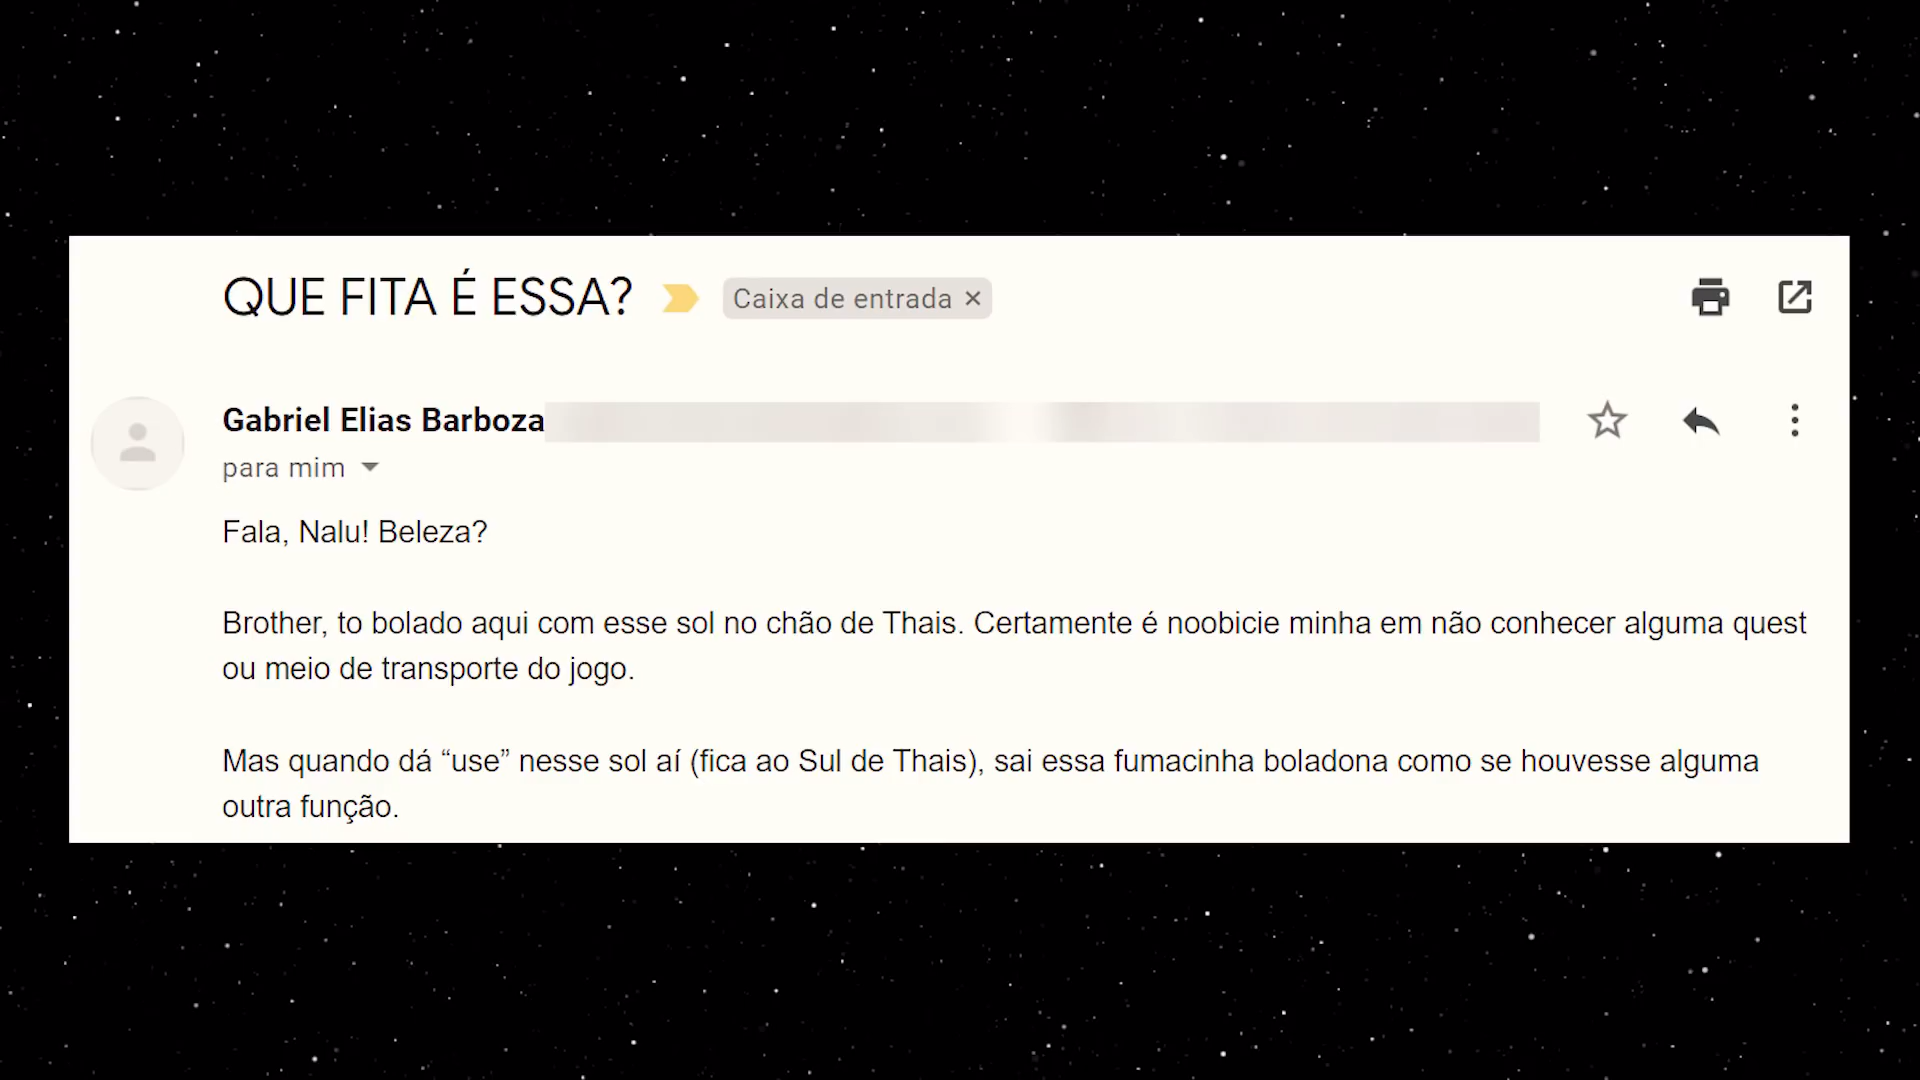 QUE FITA É ESSA? Caixa de entrada ×
Gabriel Elias Barboza
para mim
Fala, Nalu! Beleza?
Brother, to bolado aqui com esse sol no chão de Thais. Certamente é noobicie minha em não conhecer alguma quest
ou meio de transporte do jogo.
Mas quando dá “use” nesse sol aí (fica ao Sul de Thais), sai essa fumacinha boladona como se houvesse alguma
outra função.